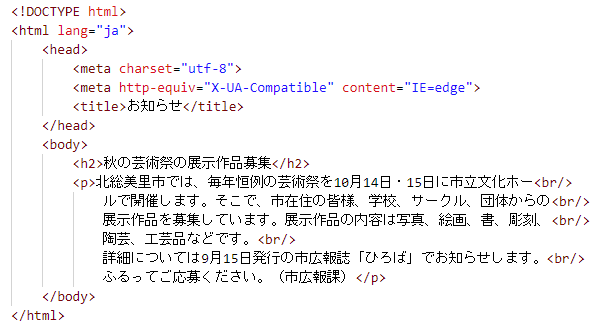 <!DOCTYPE html>
<html lang="ja">
<head>
<meta charset="utf-8">
<meta http-equiv="X-UA-Compatible" content="IE=edge">
<title>お知らせ</title>
</head>
<body>
<h2>秋の芸術祭の展示作品募集</h2>
<p>北総美里市では、毎年恒例の芸術祭を10月14日・15日に市立文化ホー<br/>
ルで開催します。そこで、市在住の皆様、学校、サークル、団体からの<br/>
展示作品を募集しています。展示作品の内容は写真、絵画、書、彫刻、<br/>
陶芸、工芸品などです。<br/>
詳細については9月15日発行の市広報誌「ひろば」でお知らせします。<br/>
ふるってご応募ください。（市広報課）</p>
</body>
</html>